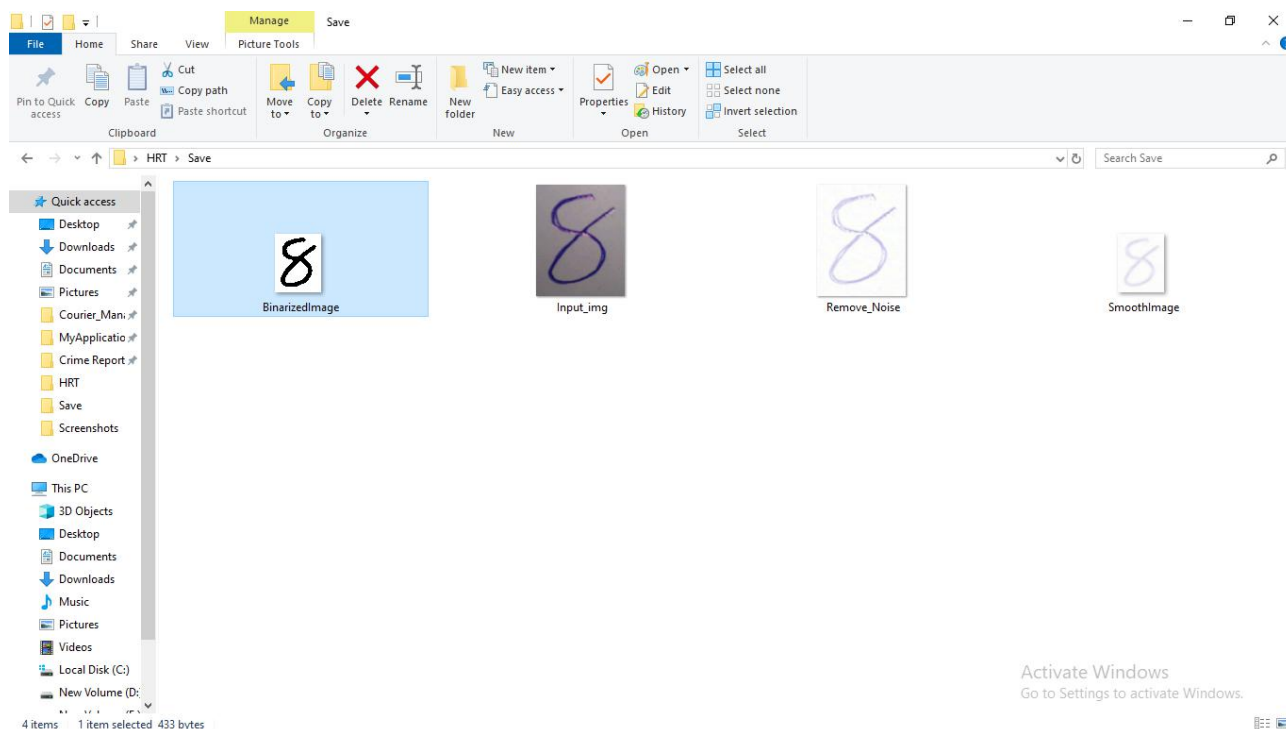 Manage Save
File Home Share View Picture Tools
Pin to Quick access
Copy
Paste
Cut
Copy path
Paste shortcut
Clipboard
Move to
Copy to
Delete
Rename
Organize
New folder
New item
Easy access
New
Properties
Open
Edit
History
Open
Select all
Select none
Invert selection
Select
HRT > Save
Search Save
Quick access
Desktop
Downloads
Documents
Pictures
Courier_Man
MyApplicatio
Crime Report
HRT
Save
Screenshots
OneDrive
This PC
3D Objects
Desktop
Documents
Downloads
Music
Pictures
Videos
Local Disk (C:)
New Volume (D:
8 8 8 8
BinarizedImage Input_img Remove_Noise SmoothImage
Activate Windows
Go to Settings to activate Windows.
4 items 1 item selected 433 bytes